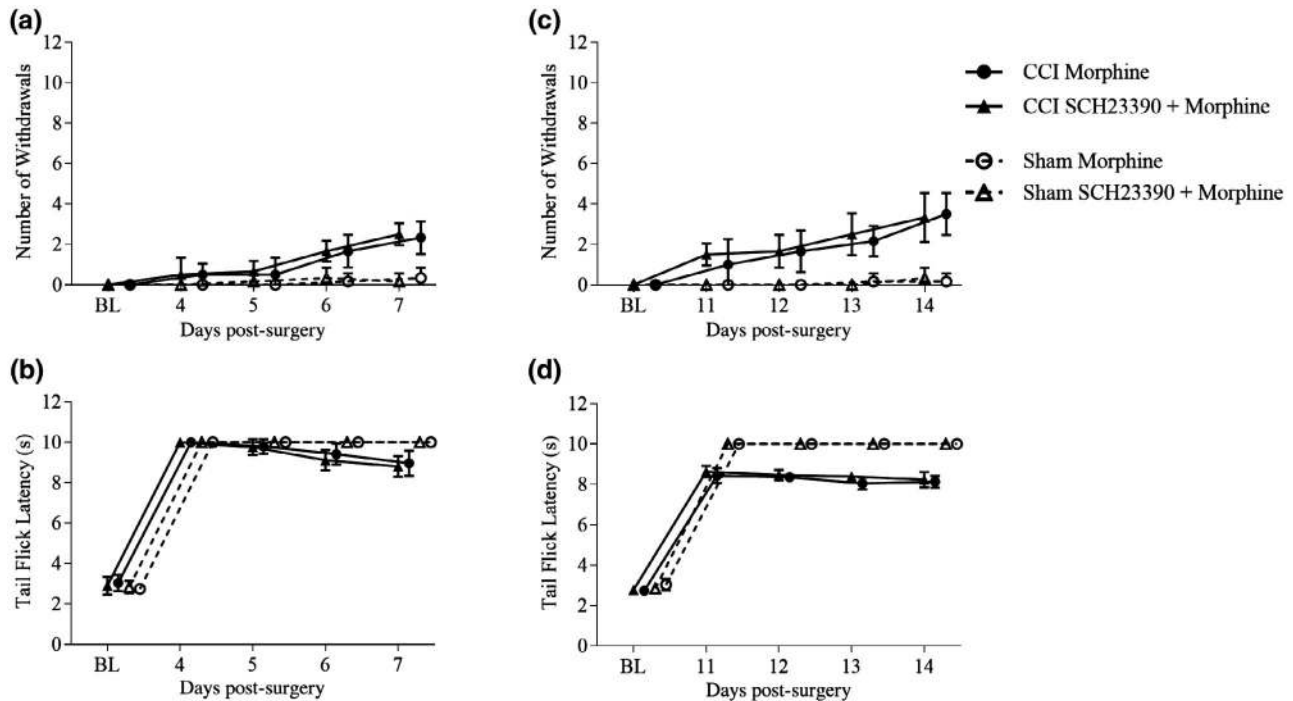 (a)
12
10
8
6
4
2
0
Number of Withdrawals
BL 4 5 6 7
Days post-surgery
(c)
12
10
8
6
4
2
0
Number of Withdrawals
BL 11 12 13 14
Days post-surgery
CCI Morphine
CCI SCH23390 + Morphine
Sham Morphine
Sham SCH23390 + Morphine
(b)
12
10
8
6
4
2
0
Tail Flick Latency (s)
BL 4 5 6 7
Days post-surgery
(d)
12
10
8
6
4
2
0
Tail Flick Latency (s)
BL 11 12 13 14
Days post-surgery